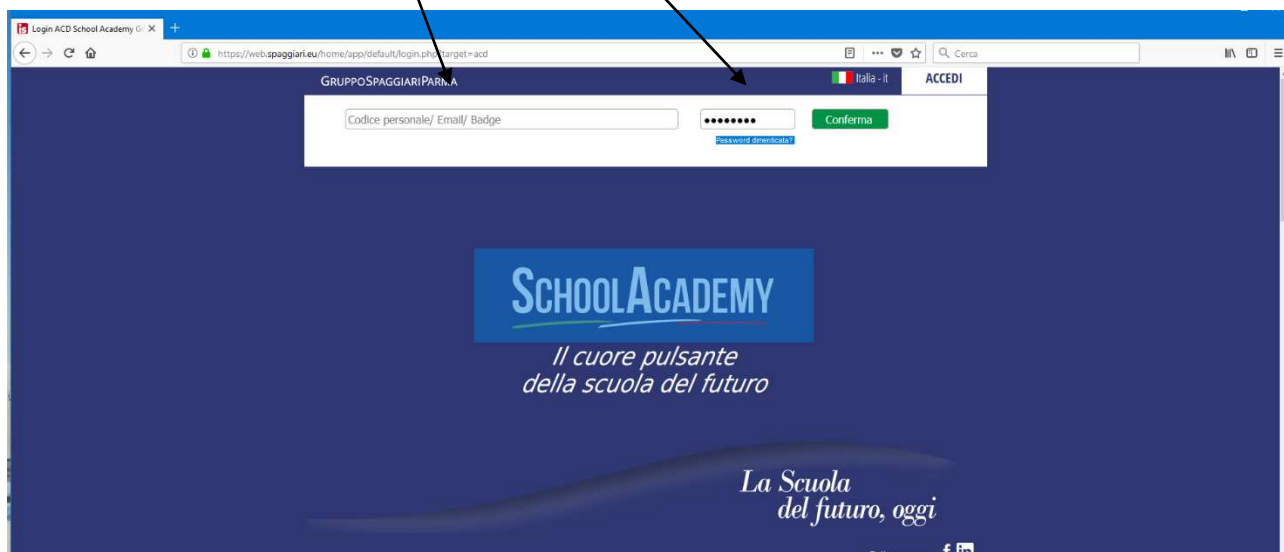 Login ACD School Academy G
https://web.spaggiari.eu/home/app/default/login.php?target=acd
Cerca
GRUPPOSPAGGIARIPARMA
Italia - it
ACCEDI
Codice personale/ Email/ Badge
••••••••
Conferma
Password dimenticata?
SCHOOLACADEMY
Il cuore pulsante
della scuola del futuro
La Scuola
del futuro, oggi